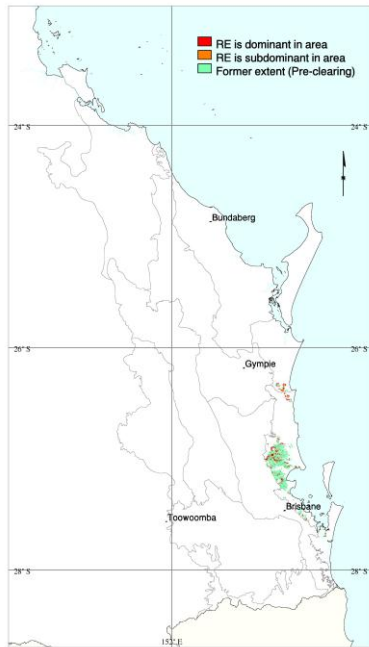 RE is dominant in area
RE is subdominant in area
Former extent (Pre-clearing)
24° S
24° S
Bundaberg
26° S
26° S
Gympie
Brisbane
Toowoomba
28° S
28° S
152° E